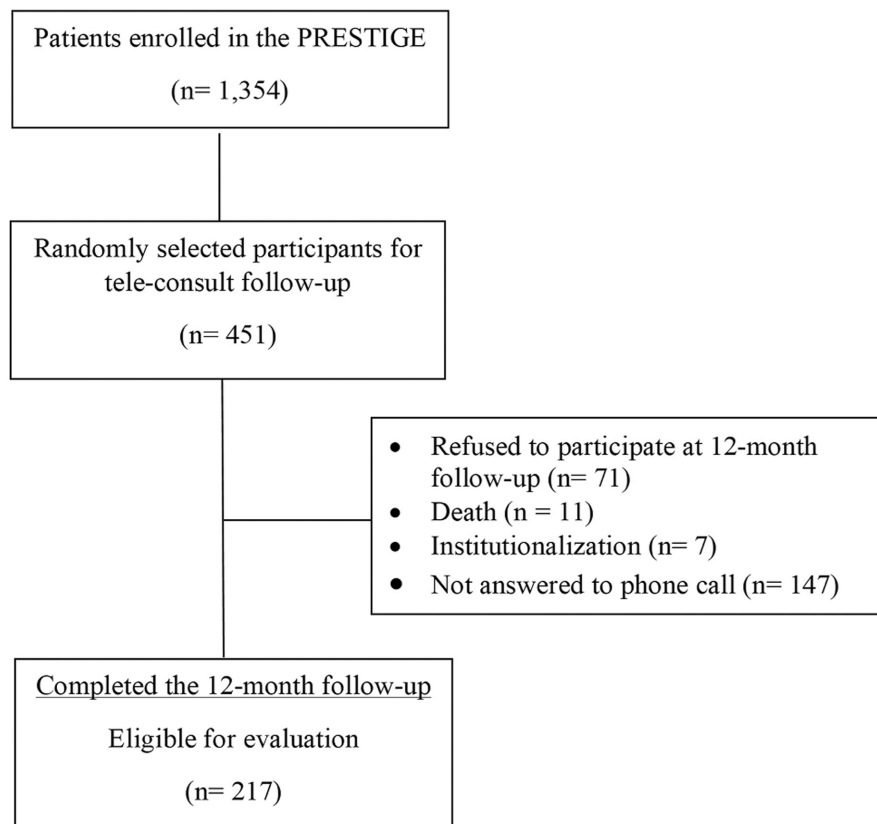 Patients enrolled in the PRESTIGE
(n= 1,354)
Randomly selected participants for
tele-consult follow-up
(n= 451)
• Refused to participate at 12-month
follow-up (n= 71)
• Death (n = 11)
• Institutionalization (n= 7)
• Not answered to phone call (n= 147)
Completed the 12-month follow-up
Eligible for evaluation
(n= 217)